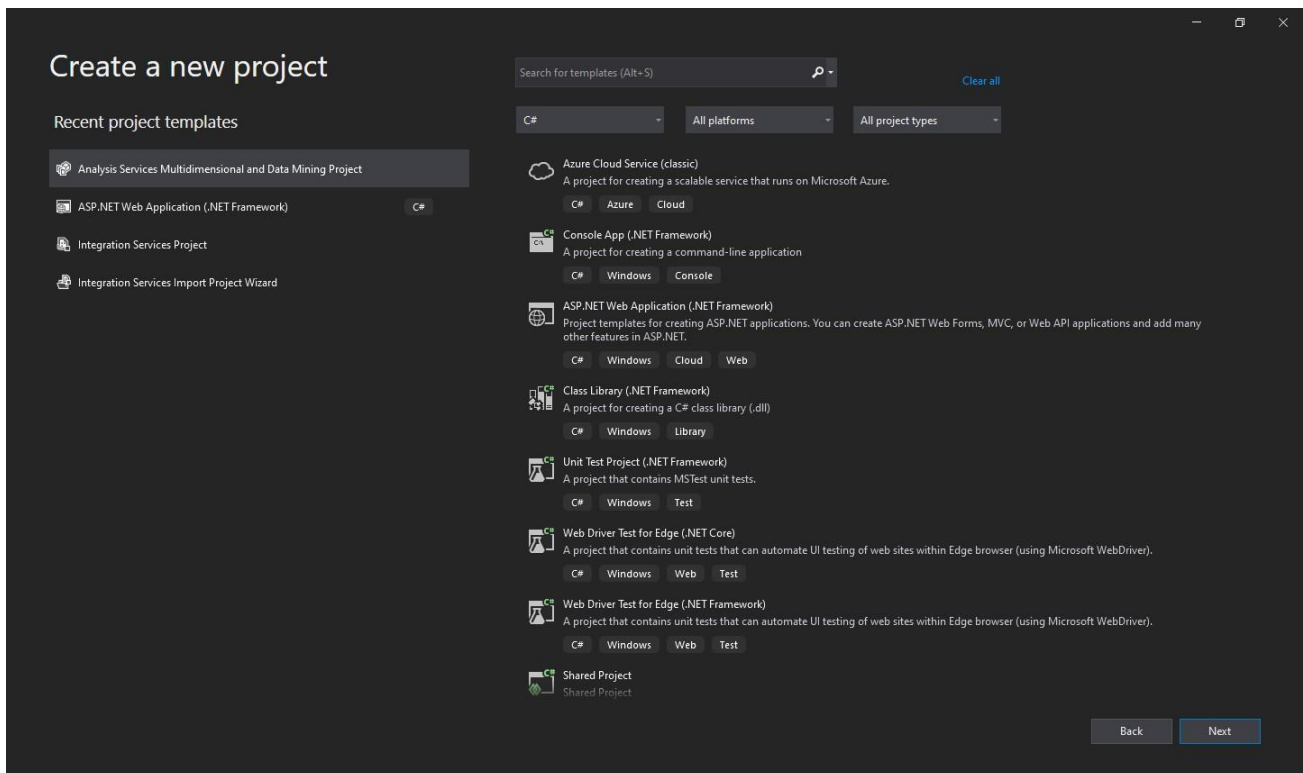 Create a new project
Recent project templates
Analysis Services Multidimensional and Data Mining Project
ASP.NET Web Application (.NET Framework) C#
Integration Services Project
Integration Services Import Project Wizard
Search for templates (Alt+S)
Clear all
C# All platforms All project types
Azure Cloud Service (classic)
A project for creating a scalable service that runs on Microsoft Azure.
C# Azure Cloud
Console App (.NET Framework)
A project for creating a command-line application
C# Windows Console
ASP.NET Web Application (.NET Framework)
Project templates for creating ASP.NET applications. You can create ASP.NET Web Forms, MVC, or Web API applications and add many
other features in ASP.NET.
C# Windows Cloud Web
Class Library (.NET Framework)
A project for creating a C# class library (.dll)
C# Windows Library
Unit Test Project (.NET Framework)
A project that contains MSTest unit tests.
C# Windows Test
Web Driver Test for Edge (.NET Core)
A project that contains unit tests that can automate UI testing of web sites within Edge browser (using Microsoft WebDriver).
C# Windows Web Test
Web Driver Test for Edge (.NET Framework)
A project that contains unit tests that can automate UI testing of web sites within Edge browser (using Microsoft WebDriver).
C# Windows Web Test
Shared Project
Shared Project
Back Next